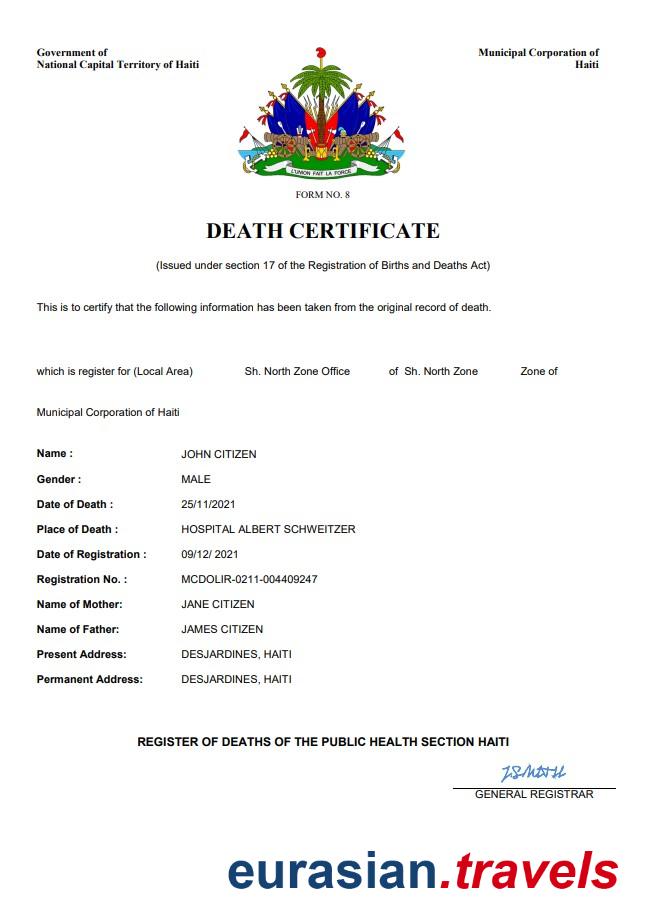 Government of
National Capital Territory of Haiti
Municipal Corporation of
Haiti
L'UNION FAIT LA FORCE
FORM NO. 8
DEATH CERTIFICATE
(Issued under section 17 of the Registration of Births and Deaths Act)
This is to certify that the following information has been taken from the original record of death.
which is register for (Local Area) Sh. North Zone Office of Sh. North Zone Zone of
Municipal Corporation of Haiti
Name : JOHN CITIZEN
Gender : MALE
Date of Death : 25/11/2021
Place of Death : HOSPITAL ALBERT SCHWEITZER
Date of Registration : 09/12/ 2021
Registration No. : MCDOLIR-0211-004409247
Name of Mother: JANE CITIZEN
Name of Father: JAMES CITIZEN
Present Address: DESJARDINES, HAITI
Permanent Address: DESJARDINES, HAITI
REGISTER OF DEATHS OF THE PUBLIC HEALTH SECTION HAITI
GENERAL REGISTRAR
eurasian.travels